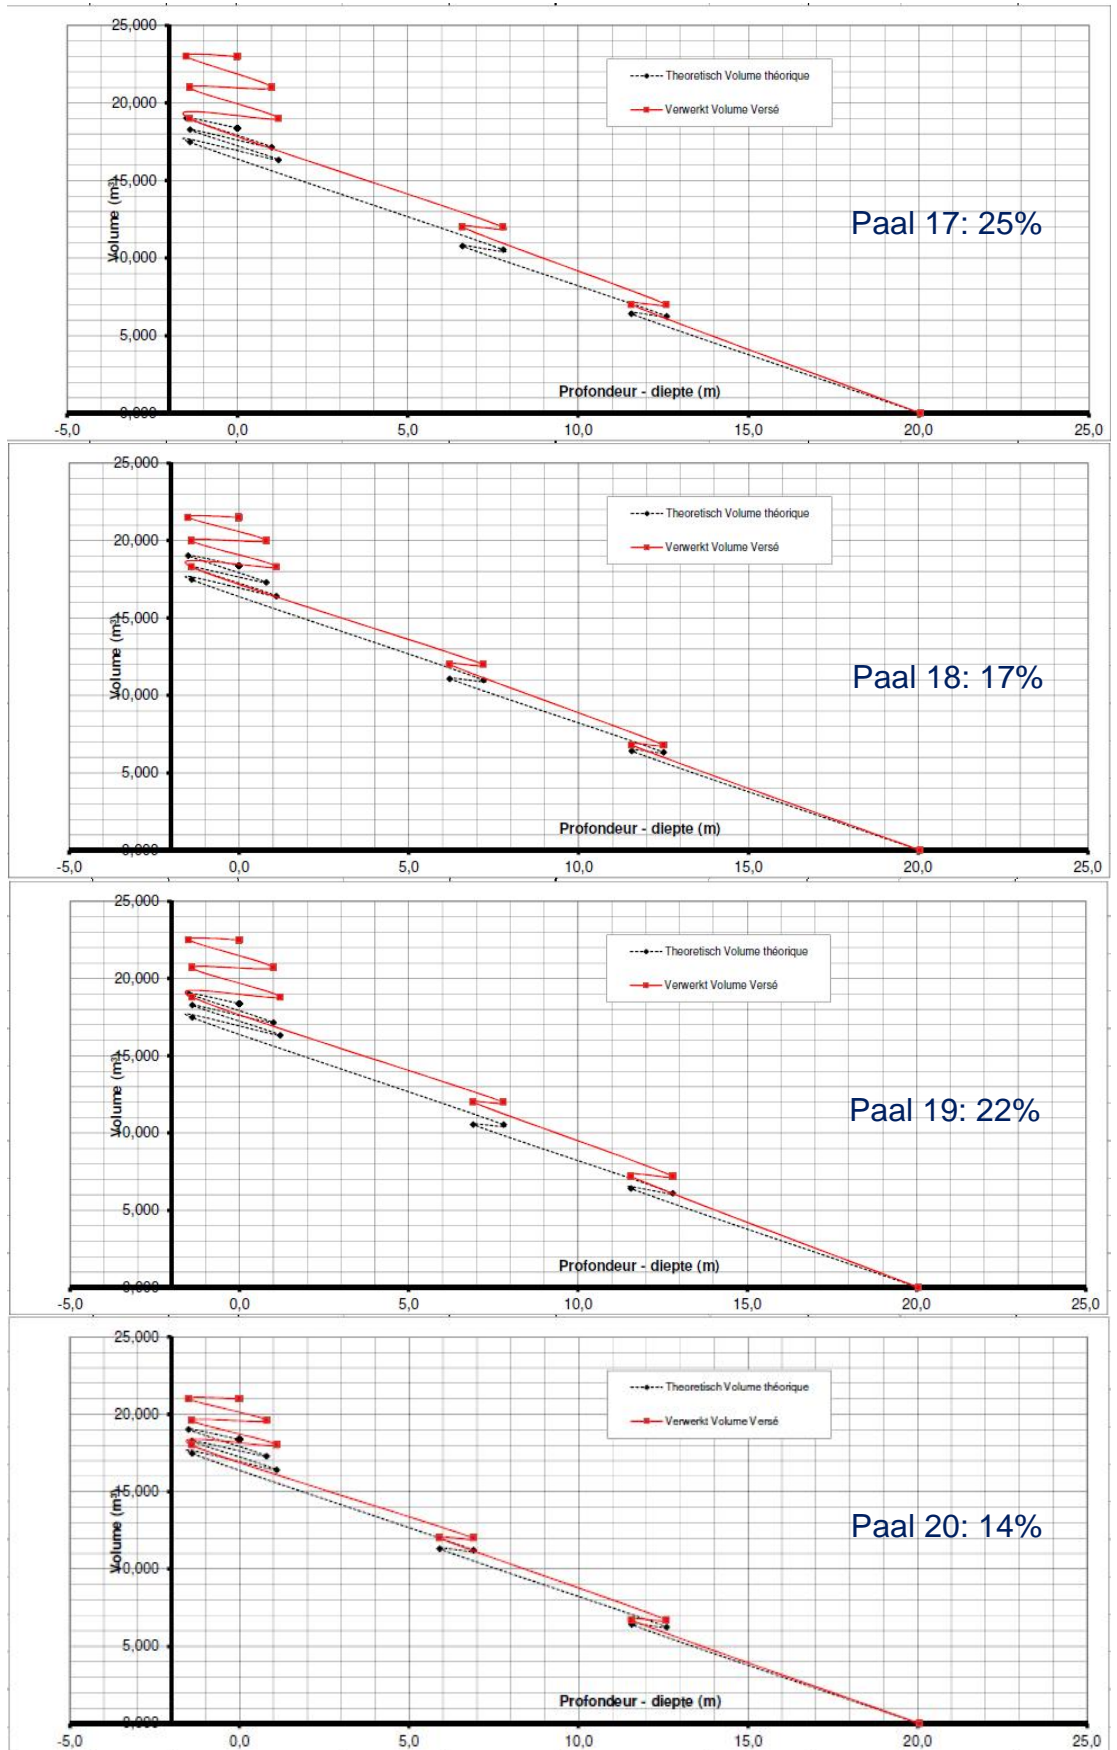 25,000
20,000
15,000
10,000
5,000
0,000
Volume (m³)
Theoretisch Volume théorique
Verwerkt Volume Versé
Paal 17: 25%
Profondeur - diepte (m)
-5,0 0,0 5,0 10,0 15,0 20,0 25,0
25,000
20,000
15,000
10,000
5,000
0,000
Volume (m³)
Theoretisch Volume théorique
Verwerkt Volume Versé
Paal 18: 17%
Profondeur - diepte (m)
-5,0 0,0 5,0 10,0 15,0 20,0 25,0
25,000
20,000
15,000
10,000
5,000
0,000
Volume (m³)
Theoretisch Volume théorique
Verwerkt Volume Versé
Paal 19: 22%
Profondeur - diepte (m)
-5,0 0,0 5,0 10,0 15,0 20,0 25,0
25,000
20,000
15,000
10,000
5,000
0,000
Volume (m³)
Theoretisch Volume théorique
Verwerkt Volume Versé
Paal 20: 14%
Profondeur - diepte (m)
-5,0 0,0 5,0 10,0 15,0 20,0 25,0